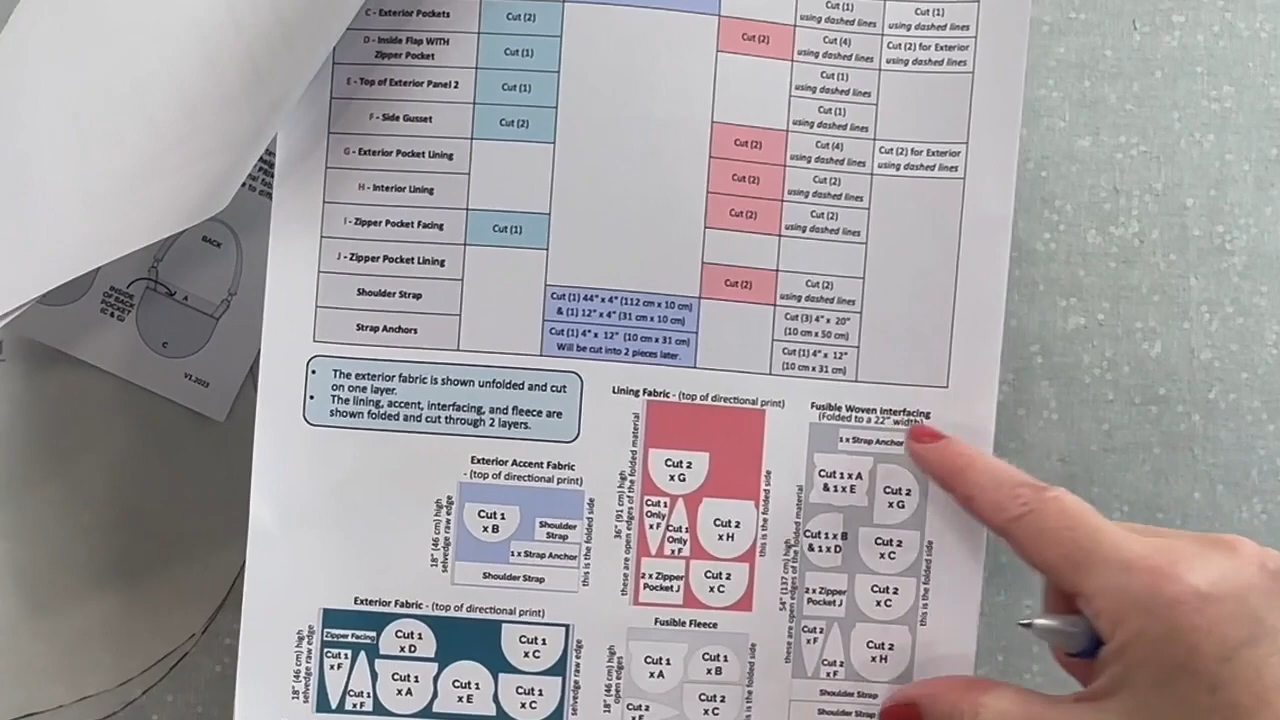 Cut (1)
using dashed lines
Cut (1)
using dashed lines
C - Exterior Pockets
Cut (2)
Cut (2)
Cut (4)
using dashed lines
Cut (2) for Exterior
using dashed lines
D - Inside Flap WITH
Zipper Pocket
Cut (1)
Cut (1)
using dashed lines
E - Top of Exterior Panel 2
Cut (1)
Cut (1)
using dashed lines
F - Side Gusset
Cut (2)
Cut (2)
Cut (4)
using dashed lines
Cut (2) for Exterior
using dashed lines
G - Exterior Pocket Lining
Cut (2)
Cut (2)
using dashed lines
H - Interior Lining
Cut (2)
Cut (2)
using dashed lines
I - Zipper Pocket Facing
Cut (1)
J - Zipper Pocket Lining
Cut (2)
Cut (2)
using dashed lines
Shoulder Strap
Cut (1) 44" x 4" (112 cm x 10 cm)
& (1) 12" x 4" (31 cm x 10 cm)
Cut (3) 4" x 20"
(10 cm x 50 cm)
Strap Anchors
Cut (1) 4" x 12" (10 cm x 31 cm)
Will be cut into 2 pieces later.
Cut (1) 4" x 12"
(10 cm x 31 cm)
• The exterior fabric is shown unfolded and cut
on one layer.
• The lining, accent, interfacing, and fleece are
shown folded and cut through 2 layers.
Exterior Accent Fabric
- (top of directional print)
18" (46 cm) high
selvedge raw edge
Cut 1
x B
Shoulder
Strap
1 x Strap Anchor
Shoulder Strap
this is the folded side
Lining Fabric - (top of directional print)
36" (91 cm) high
these are open edges of the folded material
Cut 2
x G
Cut 1
Only
x F
Cut 1
Only
x F
Cut 2
x H
2 x Zipper
Pocket J
Cut 2
x C
this is the folded side
Fusible Woven Interfacing
(Folded to a 22" width)
54" (137 cm) high
these are open edges of the folded material
1 x Strap Anchor
Cut 1 x A
& 1 x E
Cut 2
x G
Cut 1 x B
& 1 x D
Cut 2
x C
2 x Zipper
Pocket J
Cut 2
x C
Cut 2
x F
Cut 2
x F
Cut 2
x H
Shoulder Strap
Shoulder Strap
this is the folded side
Exterior Fabric - (top of directional print)
18" (46 cm) high
selvedge raw edge
Zipper Facing
Cut 1
x D
Cut 1
x C
Cut 1
x F
Cut 1
x F
Cut 1
x A
Cut 1
x E
Cut 1
x C
selvedge raw edge
Fusible Fleece
18" (46 cm) high
open edges
Cut 1
x A
Cut 1
x B
Cut 2
x F
Cut 2
x C
is the folded side
BACK
INSIDE
OF BACK
POCKET
(C & G)
A
C
V1.2023